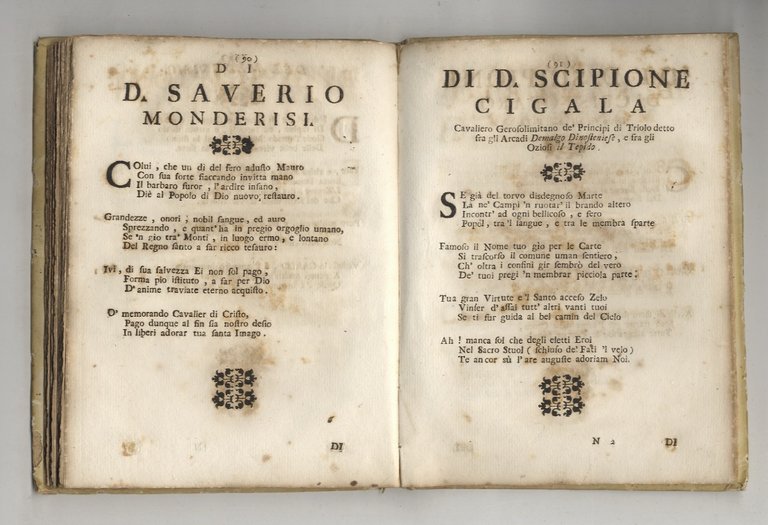 (90)
DI
D. SAVERIO
MONDERISI.
COlui, che un dì del fero adusto Mauro
Con sua forte fiaccando invitta mano
Il barbaro furor, l'ardire insano,
Diè al Popolo di Dio nuovo restauro.
Grandezze, onori, nobil sangue, ed auro
Sprezzando, e quant'ha in pregio orgoglio umano,
Se 'n gio tra' Monti, in luogo ermo, e lontano
Del Regno santo a far ricco tesauro:
Ivi, di sua salvezza Ei non sol pago,
Forma pio istituto, a far per Dio
D'anime traviate eterno acquisto.
O' memorando Cavalier di Cristo,
Pago dunque al fin sia nostro desio
In liberi adorar tua santa Imago.
DI
(91)
DI D. SCIPIONE
CIGALA
Cavaliero Gerosolimitano de' Principi di Triolo detto
fra gli Arcadi Demalgo Dinosteniese, e fra gli
Oziosi il Tepido.
SE già del torvo disdegnoso Marte
La ne' Campi 'n ruotar' il brando altero
Incontr' ad ogni bellicoso, e fero
Popol, tra 'l sangue, e tra le membra sparte
Famoso il Nome tuo gio per le Carte
Sì trascorso il comune uman sentiero,
Ch' oltra i confini gir sembrò del vero
De' tuoi pregi 'n membrar picciola parte:
Tua gran Virtute e 'l Santo acceso Zelo
Vinser d'assai tutt' altri vanti tuoi
Se ti fur guida al bel camin del Cielo
Ah! manca sol che degli eletti Eroi
Nel Sacro Stuol (schiuso de' Fati 'l velo)
Te ancor sù l'are auguste adoriam Noi.
N 2 DI